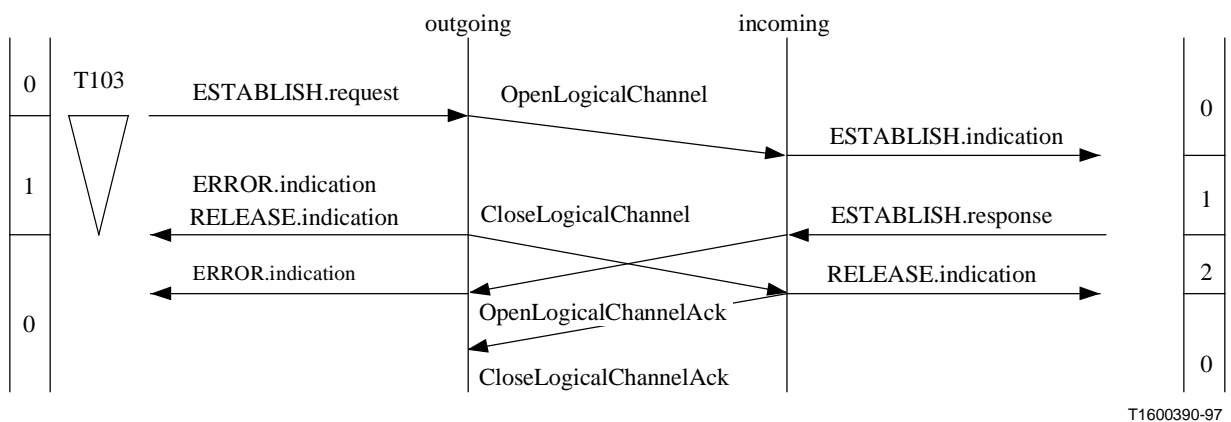 outgoing incoming
0 T103 ESTABLISH.request OpenLogicalChannel 0
ESTABLISH.indication
1 ERROR.indication
RELEASE.indication CloseLogicalChannel ESTABLISH.response 1
ERROR.indication RELEASE.indication 2
0 OpenLogicalChannelAck
CloseLogicalChannelAck 0
T1600390-97